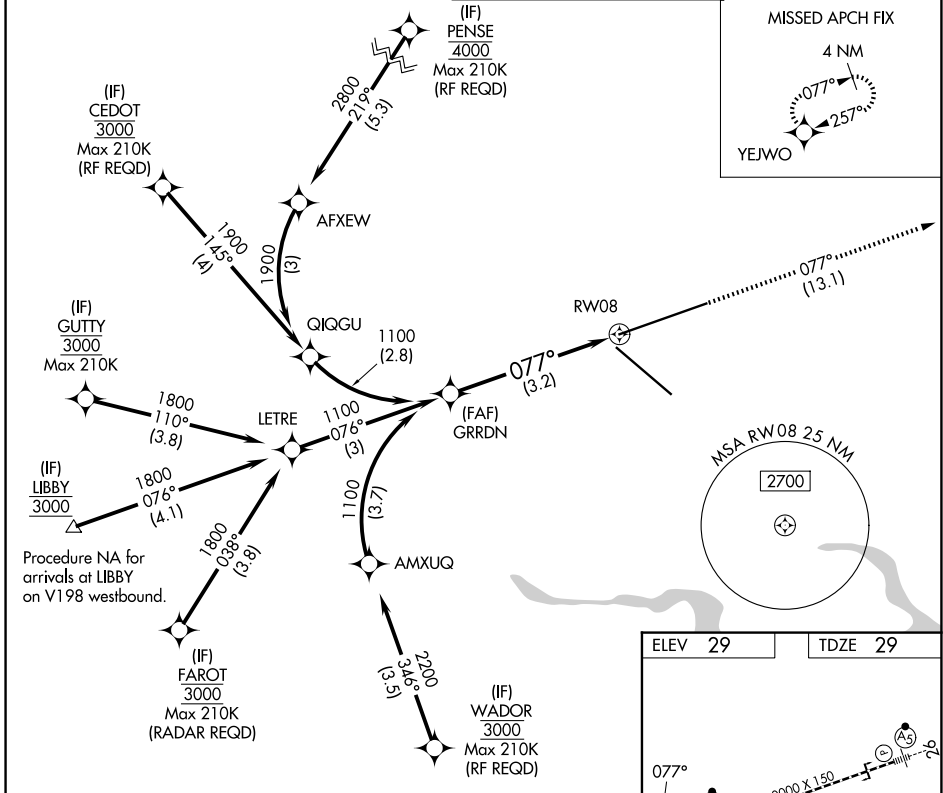 (IF)
PENSE
4000
Max 210K
(RF REQD)
MISSED APCH FIX
4 NM
077°
257°
YEJWO
(IF)
CEDOT
3000
Max 210K
(RF REQD)
2800
219°
(5.3)
AFXEW
1900
145°
(4)
1900
(3)
077°
(13.1)
RW08
(IF)
GUTTY
3000
Max 210K
QIQGU
1100
(2.8)
077°
(3.2)
1800
110°
(3.8)
LETRE
1100
076°
(3)
(FAF)
GRRDN
MSA RW08 25 NM
2700
(IF)
LIBBY
3000
1800
076°
(4.1)
1100
(3.7)
1800
038°
(3.8)
Procedure NA for
arrivals at LIBBY
on V198 westbound.
AMXUQ
(IF)
FAROT
3000
Max 210K
(RADAR REQD)
2200
346°
(3.5)
(IF)
WADOR
3000
Max 210K
(RF REQD)
ELEV 29
TDZE 29
A5
P
26
077°
X 150